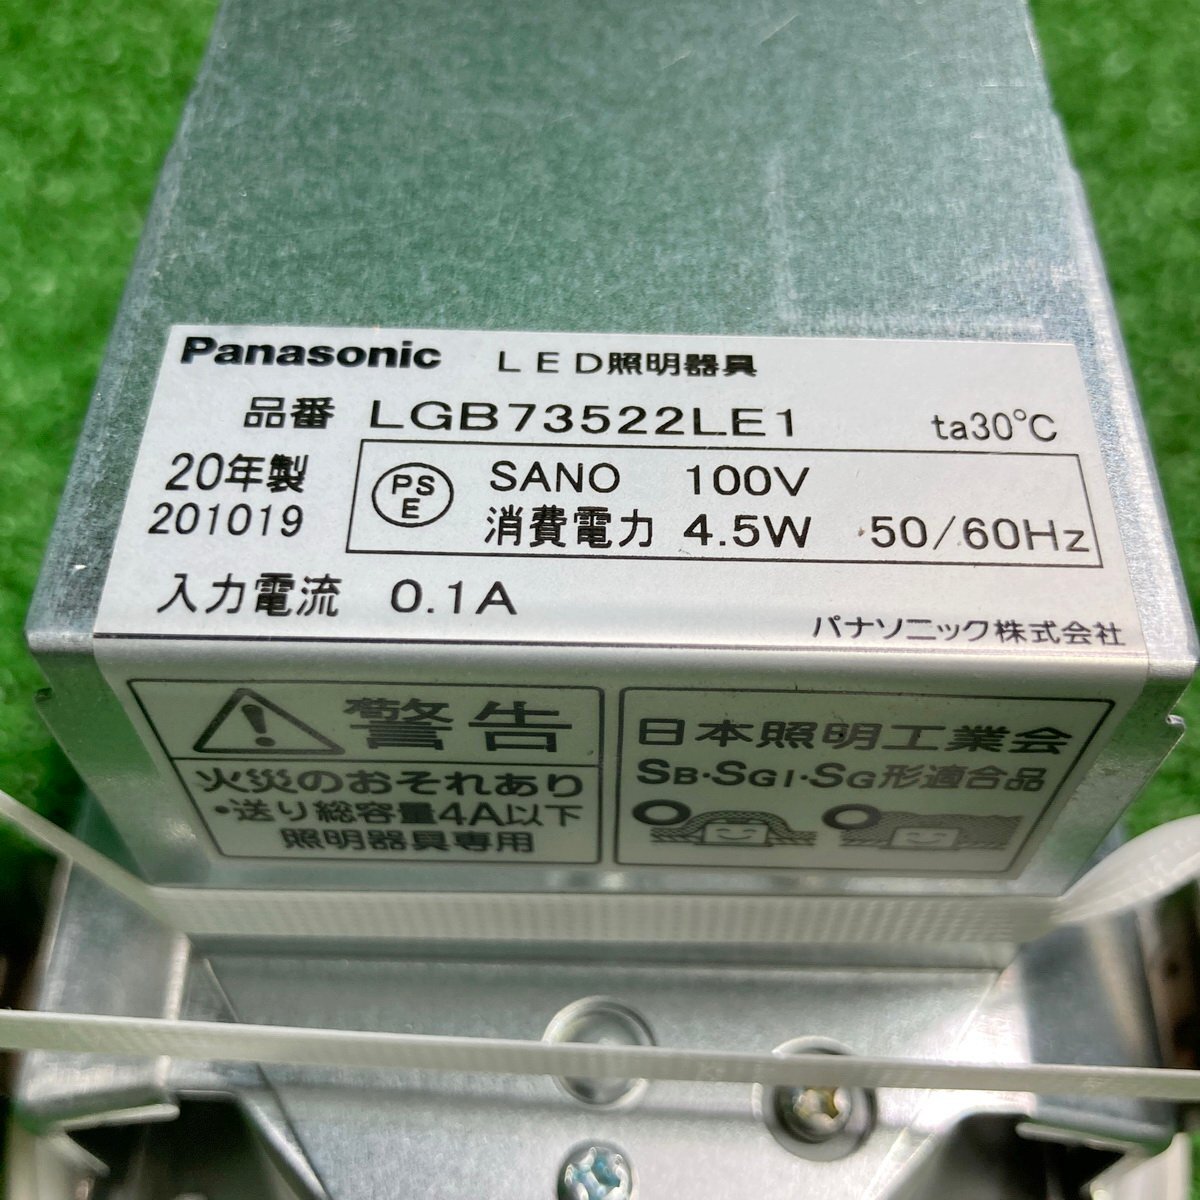 Panasonic LED照明器具
品番 LGB73522LE1 ta30℃
20年製
201019
PS
E
SANO 100V
消費電力 4.5W 50/60Hz
入力電流 0.1A
パナソニック株式会社
警告
火災のおそれあり
・送り総容量4A以下
照明器具専用
日本照明工業会
SB・SGI・SG形適合品